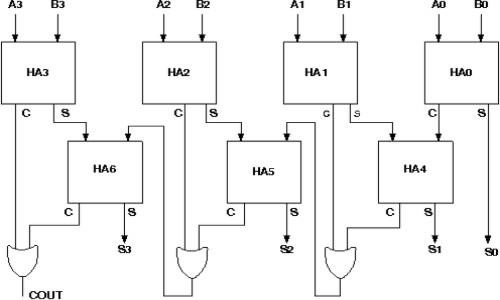 A3 B3 A2 B2 A1 B1 A0 B0
HA3 HA2 HA1 HA0
C S C S C S C S
HA6 HA5 HA4
C S C S C S
S3 S2 S1 S0
COUT